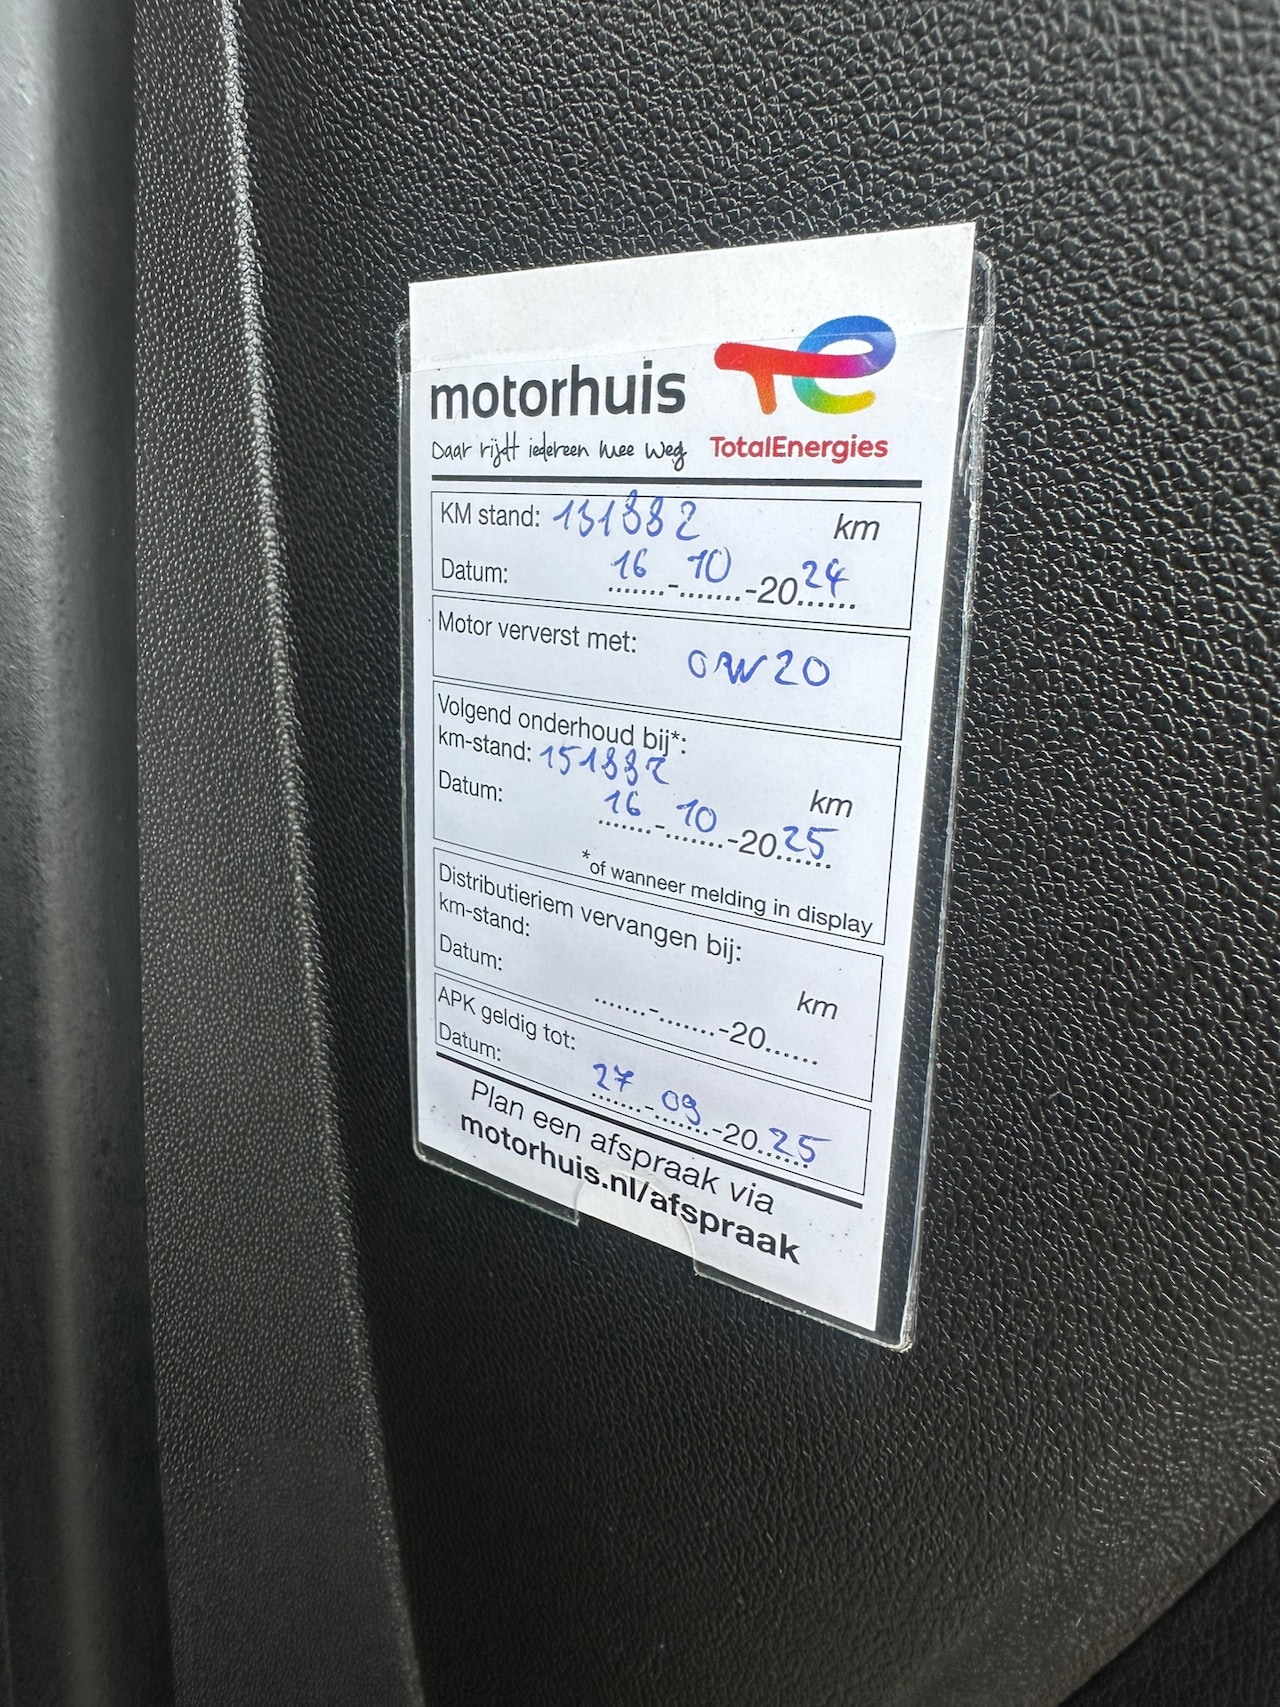 motorhuis
Daar rijdt iedereen mee weg
TotalEnergies
KM stand: 131882 km
Datum: 16-10-2024
Motor ververst met: 0W20
Volgend onderhoud bij*:
km-stand: 151882 km
Datum: 16-10-2025
*of wanneer melding in display
Distributieriem vervangen bij:
km-stand: km
Datum: .......-.......-20......
APK geldig tot:
Datum: 27-09-2025
Plan een afspraak via
motorhuis.nl/afspraak